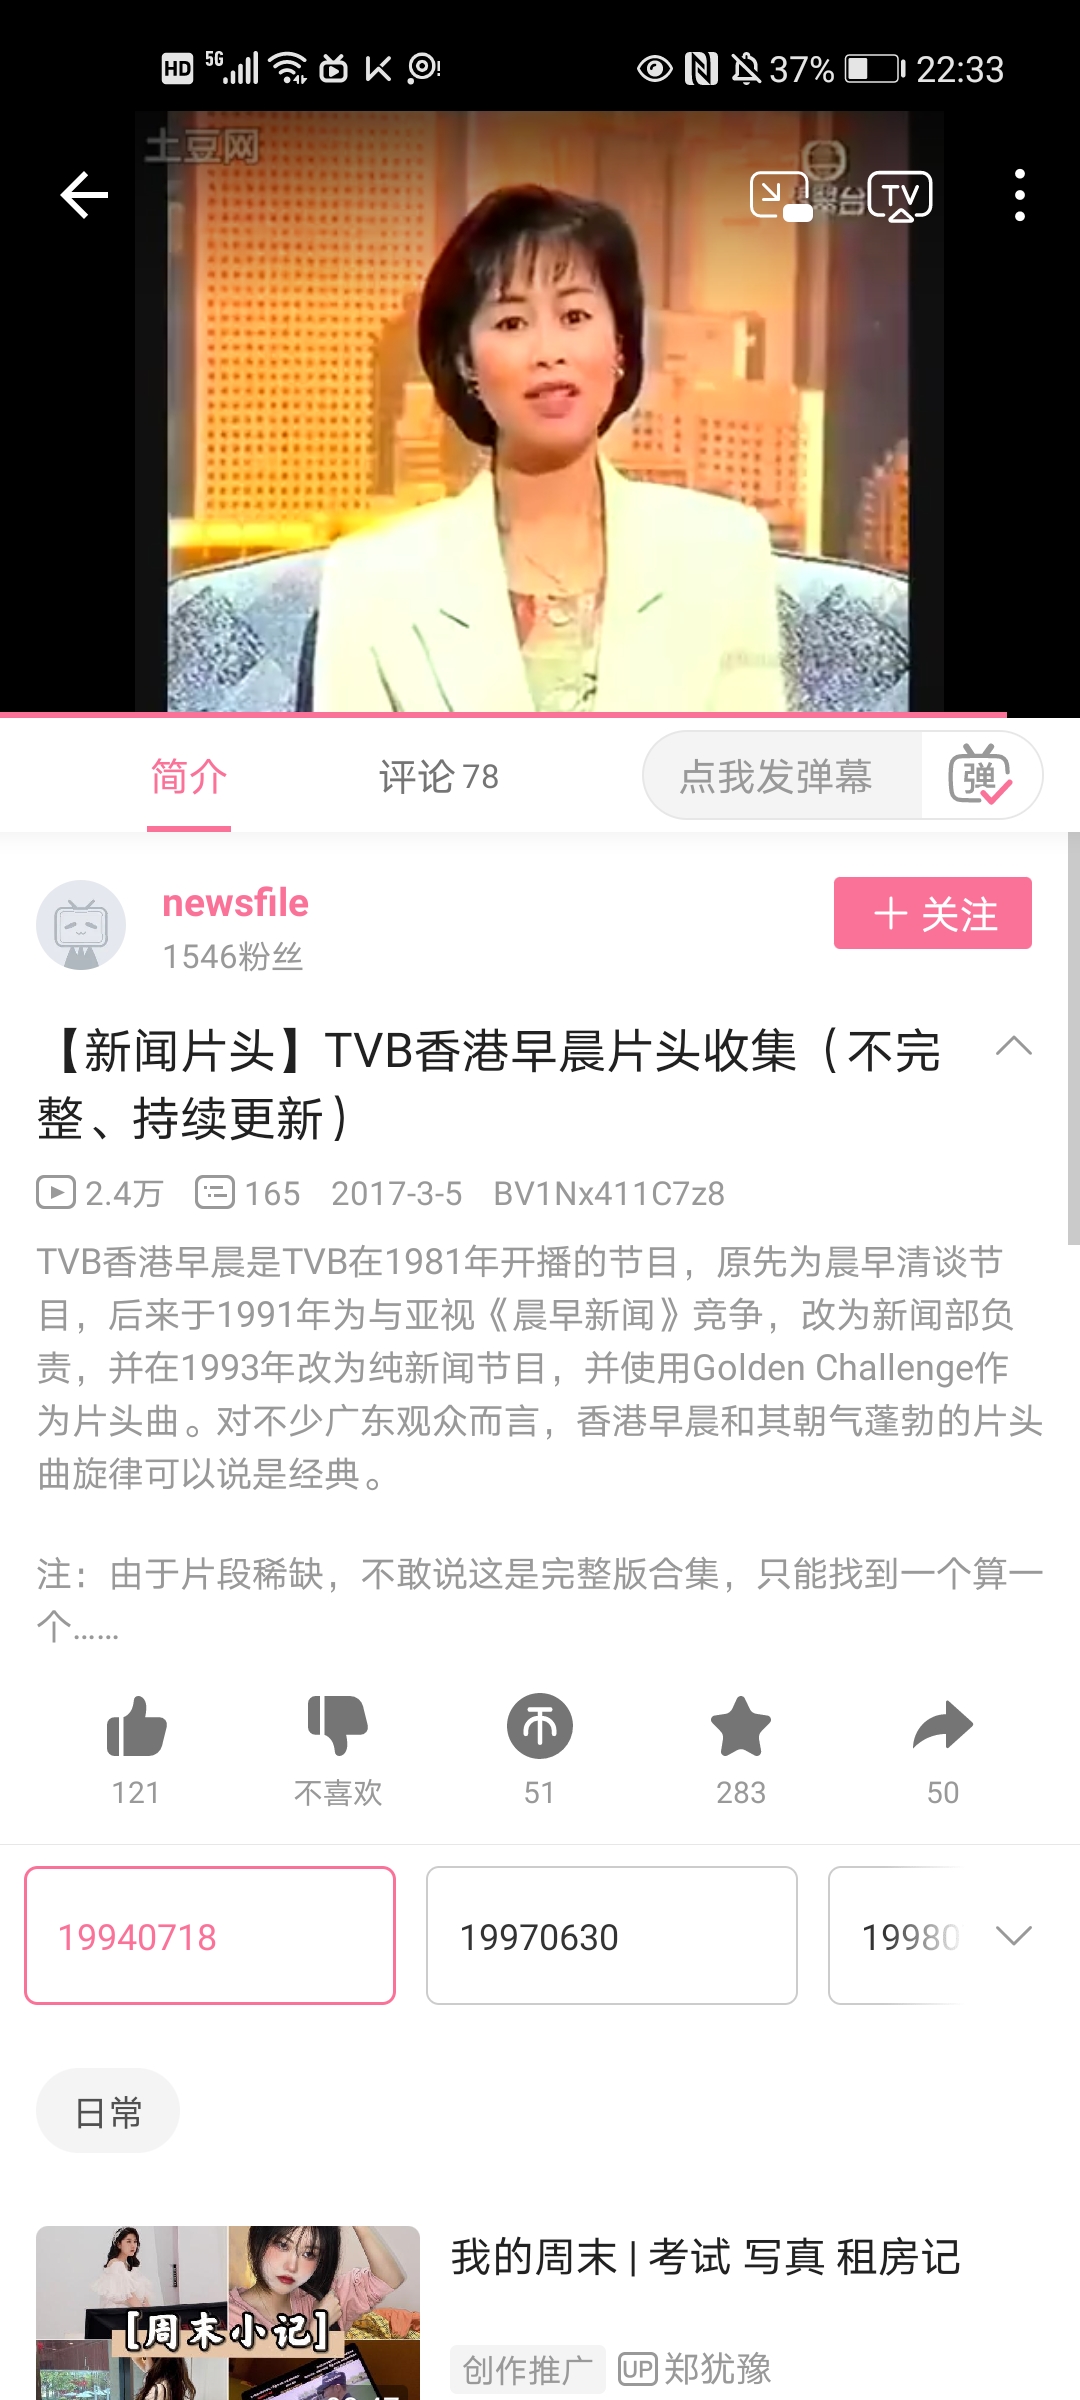 HD 5G 37% 22:33
土豆网
翠台
TV
简介 评论 78 点我发弹幕 弹
newsfile
1546粉丝
+ 关注
【新闻片头】TVB香港早晨片头收集（不完
整、持续更新）
2.4万 165 2017-3-5 BV1Nx411C7z8
TVB香港早晨是TVB在1981年开播的节目，原先为晨早清谈节
目，后来于1991年为与亚视《晨早新闻》竞争，改为新闻部负
责，并在1993年改为纯新闻节目，并使用Golden Challenge作
为片头曲。对不少广东观众而言，香港早晨和其朝气蓬勃的片头
曲旋律可以说是经典。
注：由于片段稀缺，不敢说这是完整版合集，只能找到一个算一
个……
121 不喜欢 51 283 50
19940718 19970630 19980
日常
我的周末 | 考试 写真 租房记
[周末小记]
创作推广 UP 郑犹豫